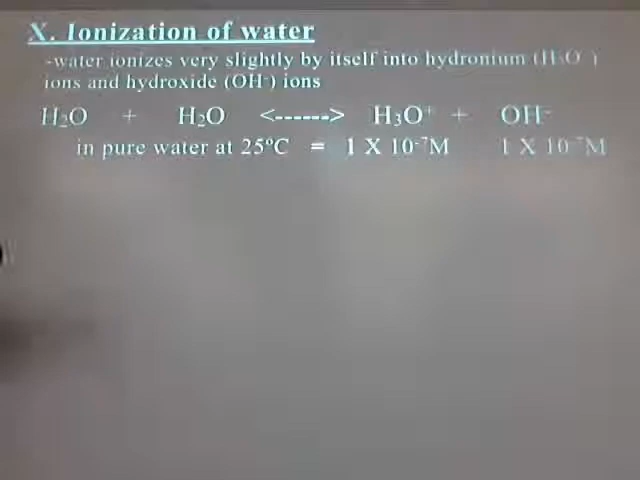 X. Ionization of water
-water ionizes very slightly by itself into hydronium (H₃O⁺)
ions and hydroxide (OH⁻) ions
H₂O + H₂O <------> H₃O⁺ + OH⁻
in pure water at 25ºC = 1 X 10⁻⁷M 1 X 10⁻⁷M